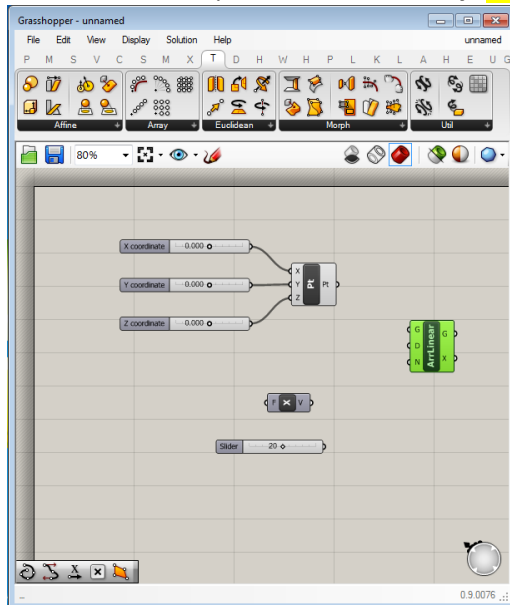 Grasshopper - unnamed
File Edit View Display Solution Help unnamed
P M S V C S M X T D H W H P L K L A H E U G
Affine Array Euclidean Morph Util
80%
X coordinate 0.000
Y coordinate 0.000
Z coordinate 0.000
X Y Z Pt Pt
G D N ArrLinear G X
F X V
Slider 20
X
0.9.0076